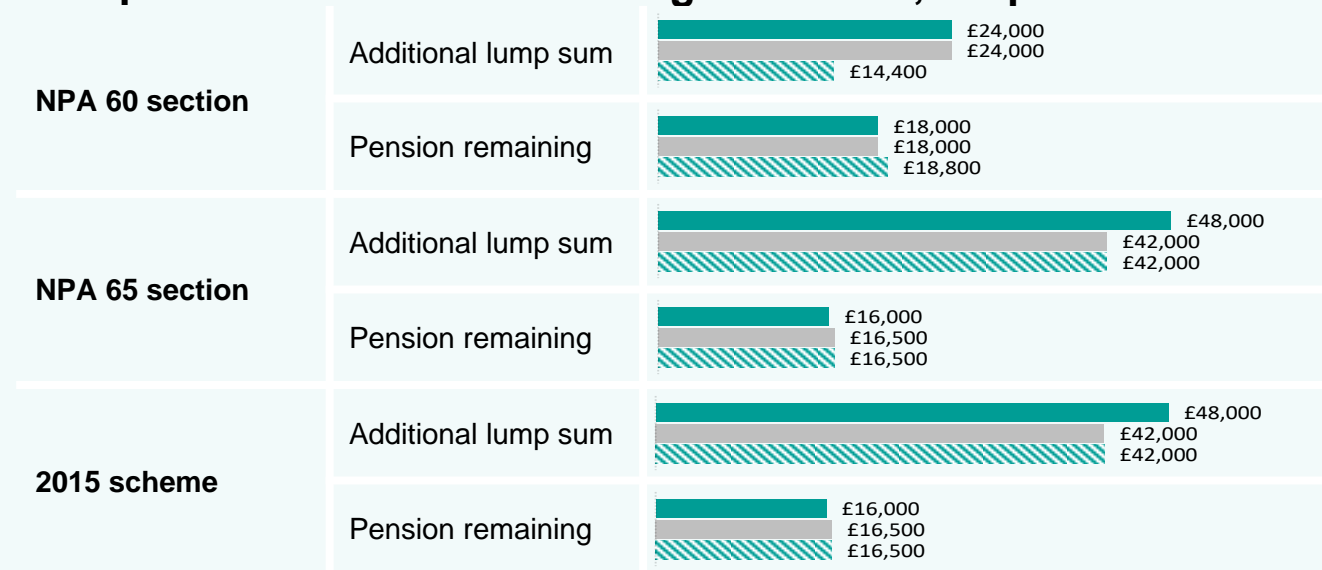 Additional lump sum
£24,000
£24,000
£14,400
NPA 60 section
Pension remaining
£18,000
£18,000
£18,800
Additional lump sum
£48,000
£42,000
£42,000
NPA 65 section
Pension remaining
£16,000
£16,500
£16,500
Additional lump sum
£48,000
£42,000
£42,000
2015 scheme
Pension remaining
£16,000
£16,500
£16,500